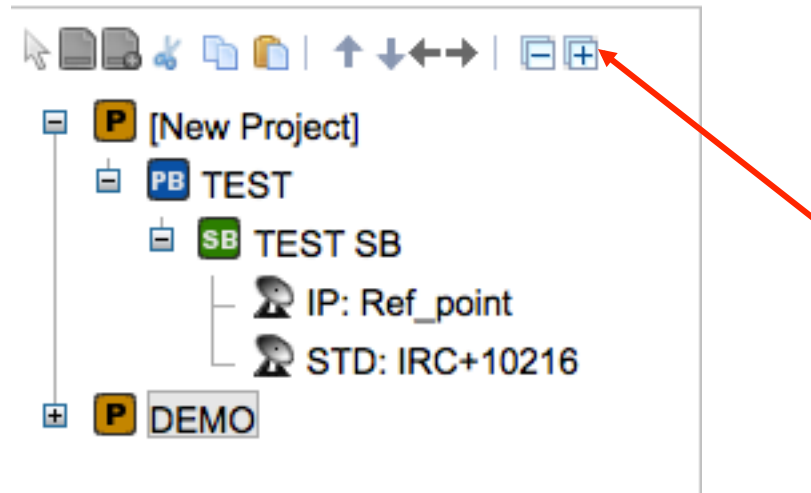 P [New Project]
PB TEST
SB TEST SB
IP: Ref_point
STD: IRC+10216
P DEMO